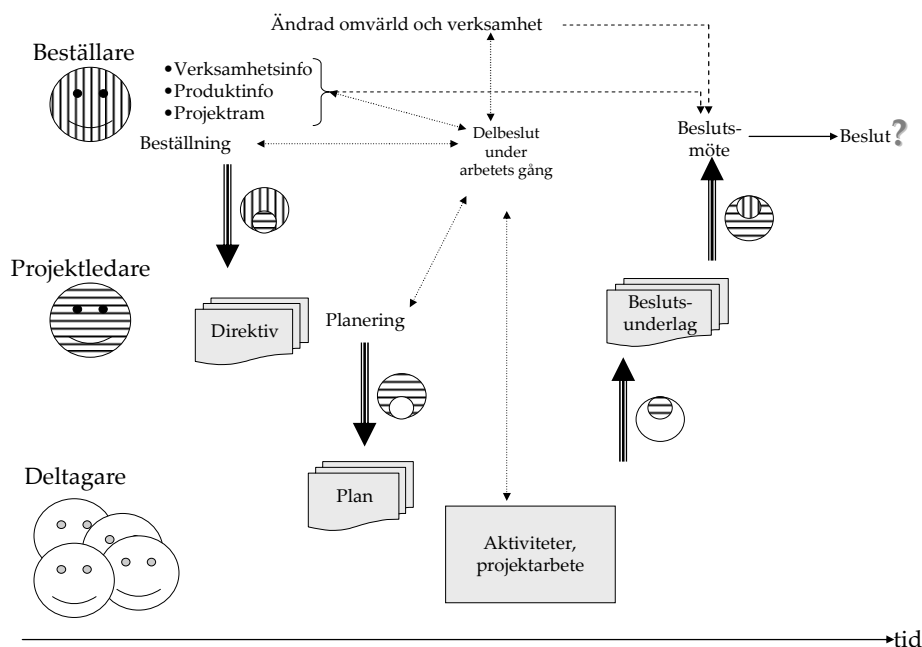 Ändrad omvärld och verksamhet
Beställare
•Verksamhetsinfo
•Produktinfo
•Projektram
Beställning
Delbeslut
under
arbetets gång
Besluts-
möte
Beslut?
Projektledare
Direktiv
Planering
Besluts-
underlag
Deltagare
Plan
Aktiviteter,
projektarbete
tid